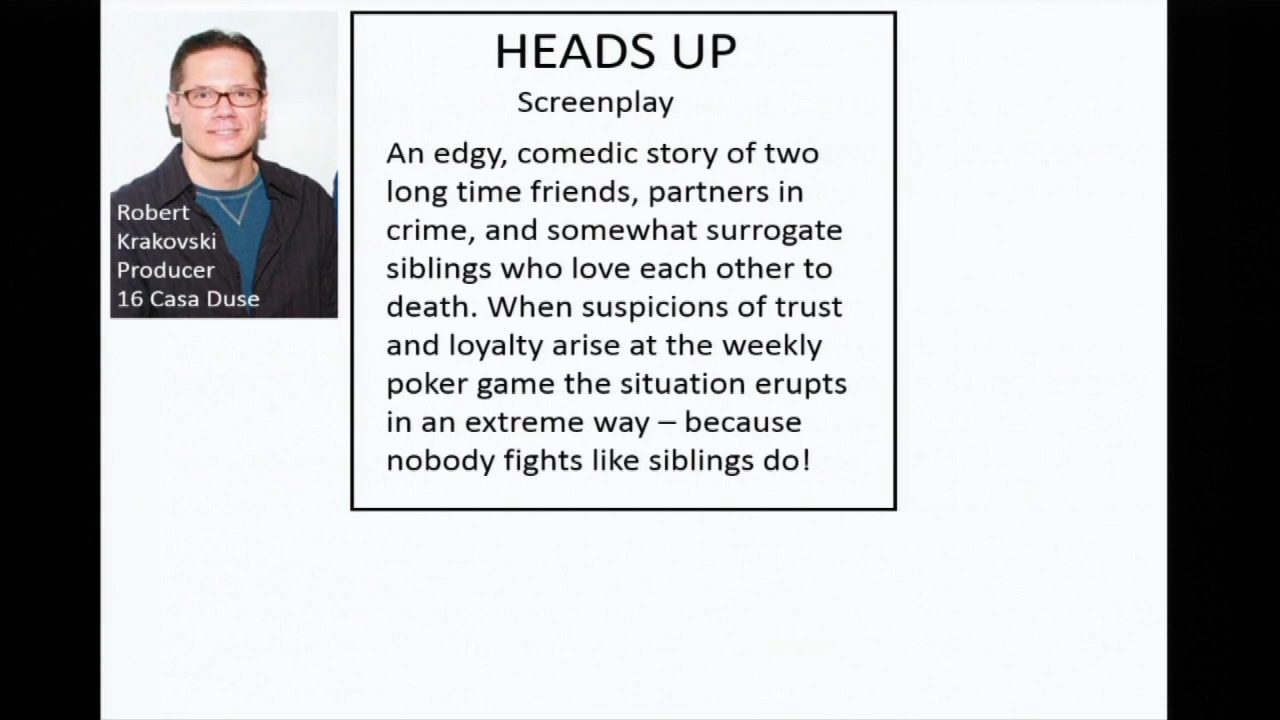 Robert
Krakovski
Producer
16 Casa Duse
HEADS UP
Screenplay
An edgy, comedic story of two
long time friends, partners in
crime, and somewhat surrogate
siblings who love each other to
death. When suspicions of trust
and loyalty arise at the weekly
poker game the situation erupts
in an extreme way – because
nobody fights like siblings do!